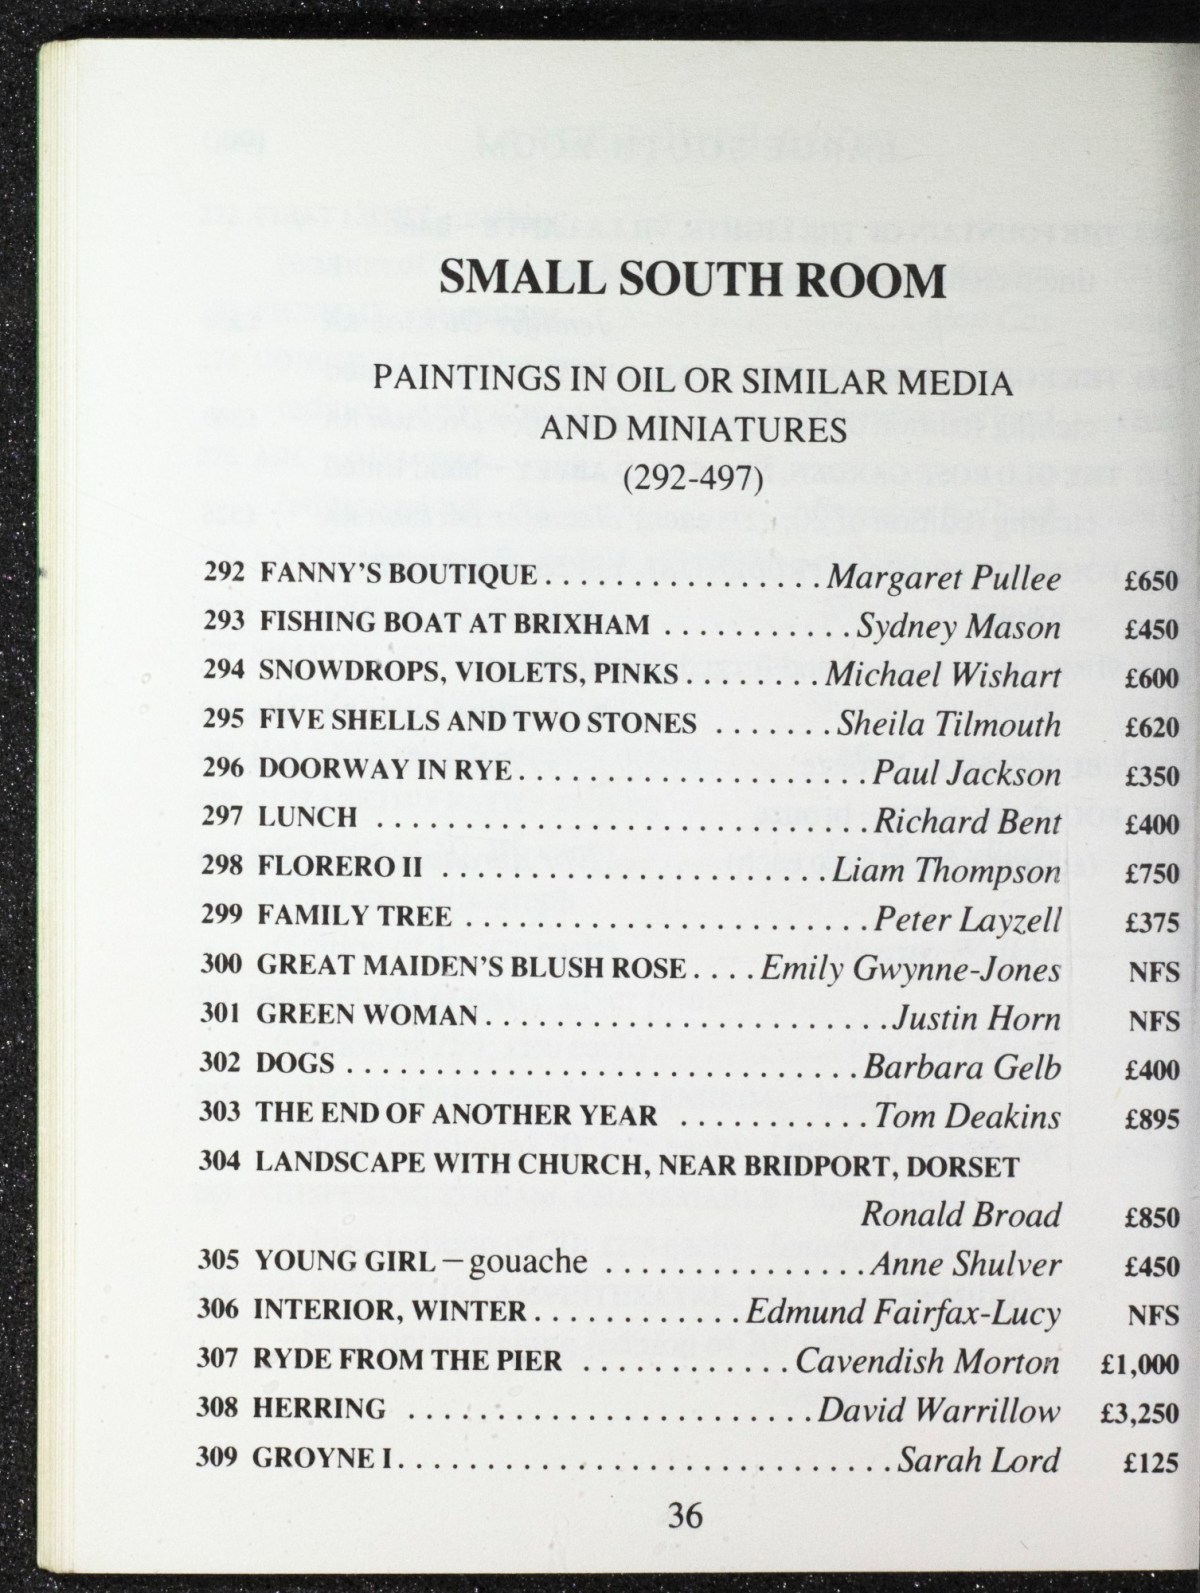 SMALL SOUTH ROOM
PAINTINGS IN OIL OR SIMILAR MEDIA
AND MINIATURES
(292-497)
292 FANNY'S BOUTIQUE................Margaret Pullee £650
293 FISHING BOAT AT BRIXHAM ...........Sydney Mason £450
294 SNOWDROPS, VIOLETS, PINKS........Michael Wishart £600
295 FIVE SHELLS AND TWO STONES .......Sheila Tilmouth £620
296 DOORWAY IN RYE...................Paul Jackson £350
297 LUNCH ...........................Richard Bent £400
298 FLORERO II .....................Liam Thompson £750
299 FAMILY TREE ......................Peter Layzell £375
300 GREAT MAIDEN'S BLUSH ROSE....Emily Gwynne-Jones NFS
301 GREEN WOMAN......................Justin Horn NFS
302 DOGS ............................Barbara Gelb £400
303 THE END OF ANOTHER YEAR ...........Tom Deakins £895
304 LANDSCAPE WITH CHURCH, NEAR BRIDPORT, DORSET
Ronald Broad £850
305 YOUNG GIRL – gouache ...............Anne Shulver £450
306 INTERIOR, WINTER............Edmund Fairfax-Lucy NFS
307 RYDE FROM THE PIER ............Cavendish Morton £1,000
308 HERRING ......................David Warrillow £3,250
309 GROYNE I...........................Sarah Lord £125
36